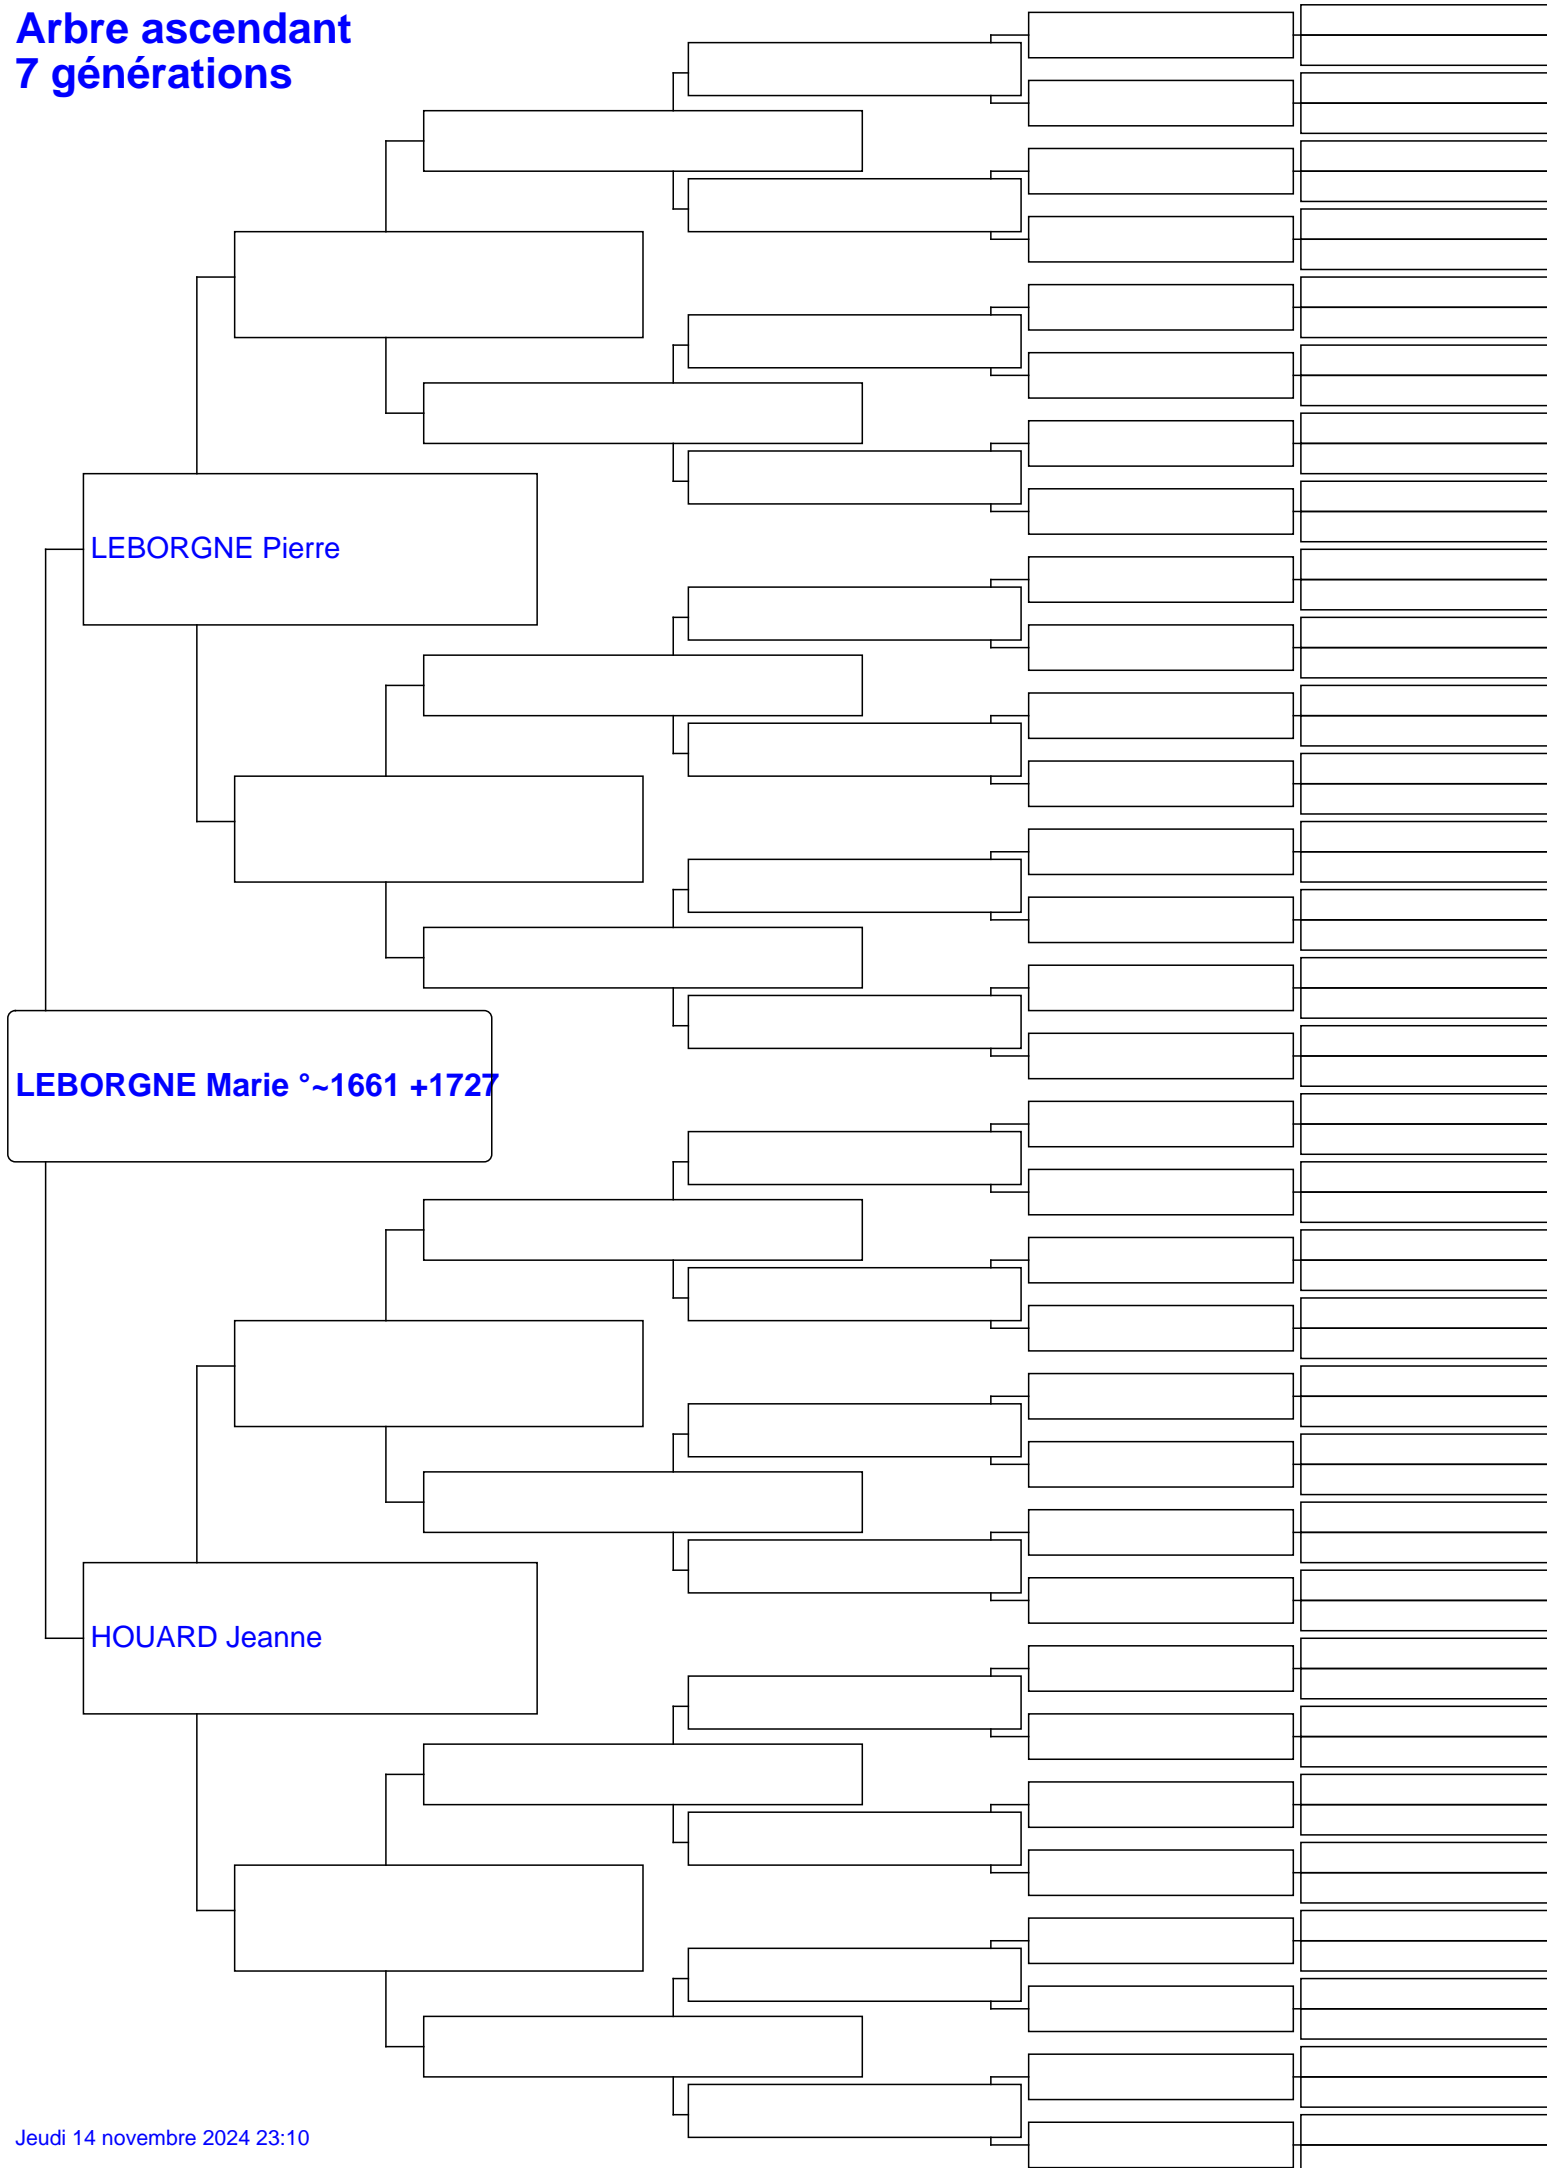 Arbre ascendant
7 générations
LEBORGNE Pierre
LEBORGNE Marie °~1661 +1727
HOUARD Jeanne
Jeudi 14 novembre 2024 23:10